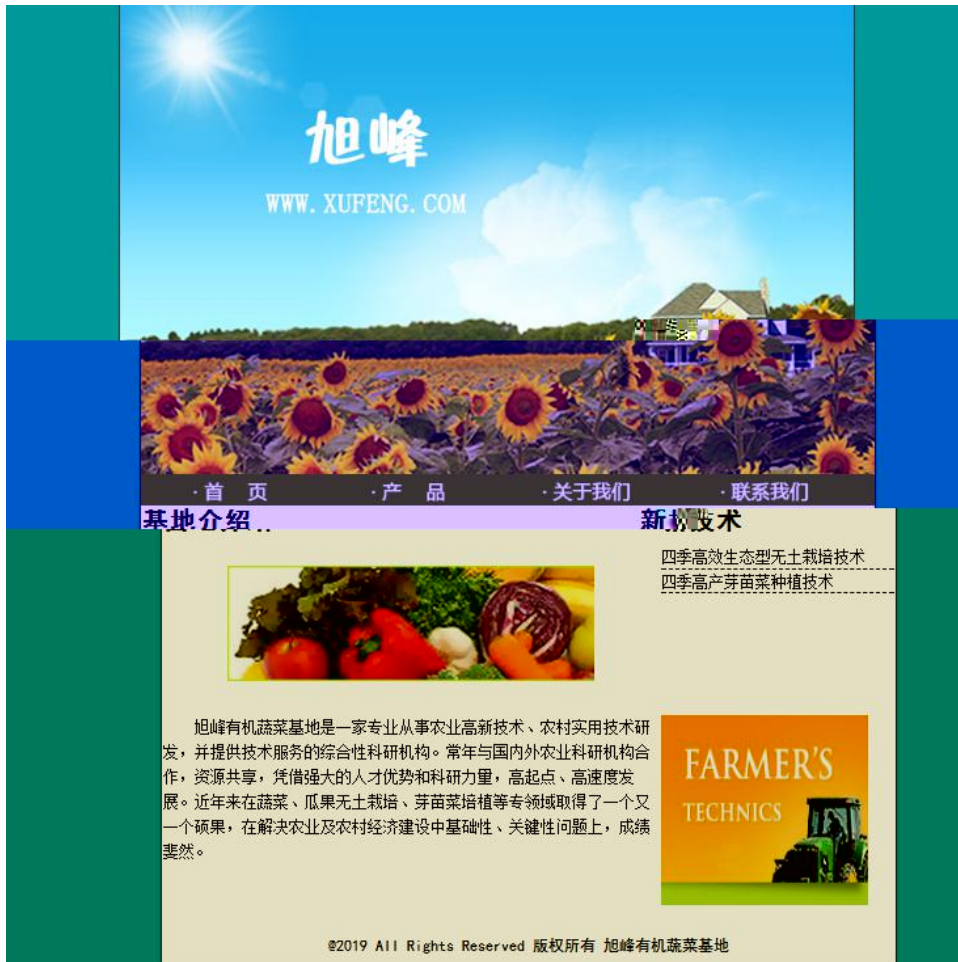 旭峰
WWW. XUFENG. COM
·首 页 ·产 品 ·关于我们 ·联系我们
基地介绍
新 技术
四季高效生态型无土栽培技术
四季高产芽苗菜种植技术
旭峰有机蔬菜基地是一家专业从事农业高新技术、农村实用技术研
发，并提供技术服务的综合性科研机构。常年与国内外农业科研机构合
作，资源共享，凭借强大的人才优势和科研力量，高起点、高速度发
展。近年来在蔬菜、瓜果无土栽培、芽苗菜培植等专领域取得了一个又
一个硕果，在解决农业及农村经济建设中基础性、关键性问题上，成绩
斐然。
FARMER'S
TECHNICS
@2019 All Rights Reserved 版权所有 旭峰有机蔬菜基地